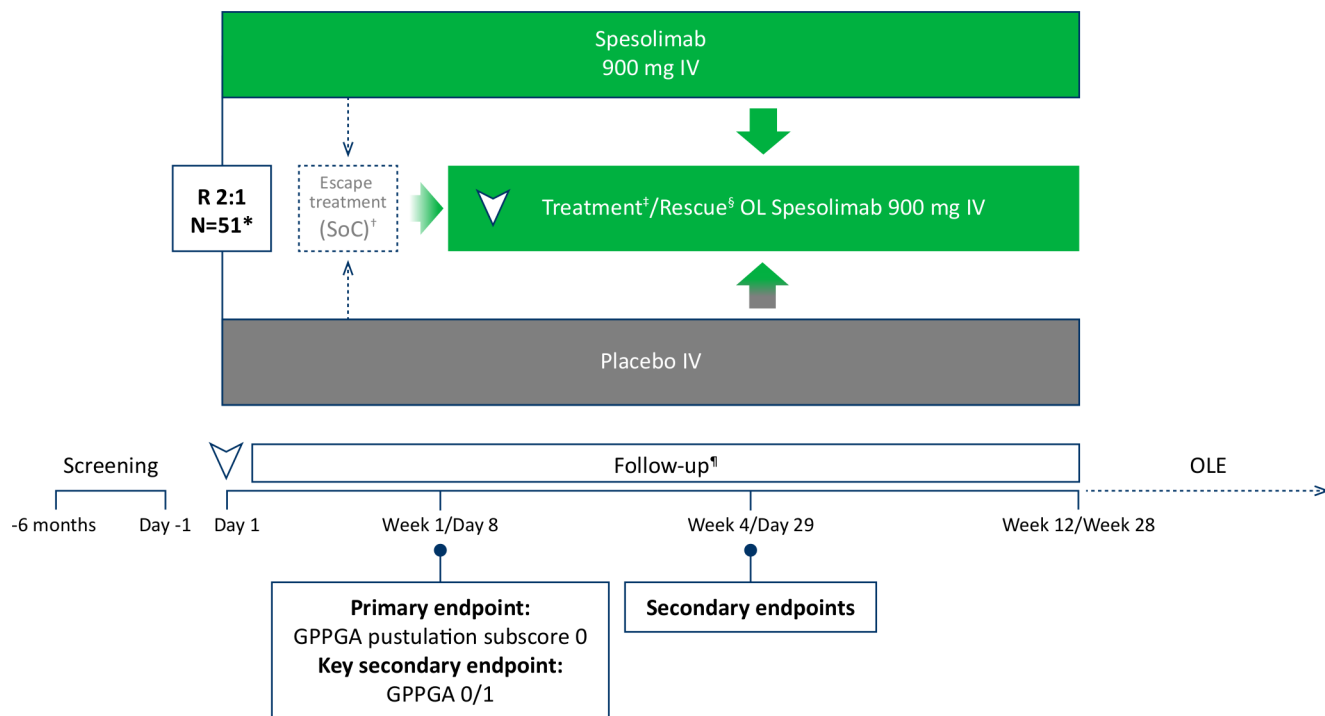 Spesolimab
900 mg IV
R 2:1
N=51*
Escape
treatment
(SoC)†
Treatment‡/Rescue§ OL Spesolimab 900 mg IV
Placebo IV
Screening
Follow-up¶
OLE
-6 months
Day -1
Day 1
Week 1/Day 8
Week 4/Day 29
Week 12/Week 28
Primary endpoint:
GPPGA pustulation subscore 0
Key secondary endpoint:
GPPGA 0/1
Secondary endpoints